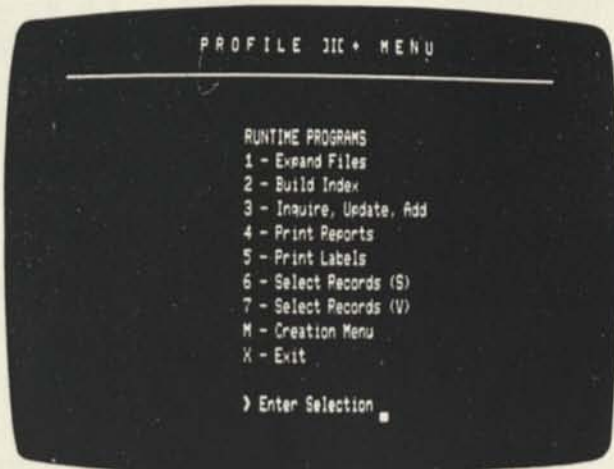 PROFILE III+ MENU
RUNTIME PROGRAMS
1 - Expand Files
2 - Build Index
3 - Inquire, Update, Add
4 - Print Reports
5 - Print Labels
6 - Select Records (S)
7 - Select Records (V)
M - Creation Menu
X - Exit
> Enter Selection